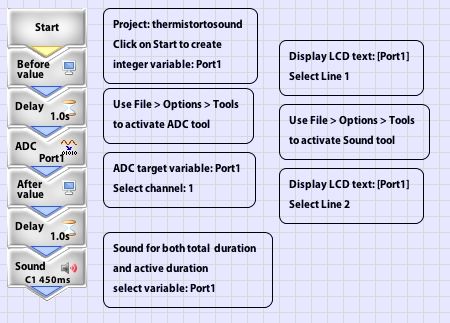 Start
Before
value
Delay
1.0s
ADC
Port1
After
value
Delay
1.0s
Sound
C1 450ms
Project: thermistortosound
Click on Start to create
integer variable: Port1
Use File > Options > Tools
to activate ADC tool
ADC target variable: Port1
Select channel: 1
Sound for both total duration
and active duration
select variable: Port1
Display LCD text: [Port1]
Select Line 1
Use File > Options > Tools
to activate Sound tool
Display LCD text: [Port1]
Select Line 2